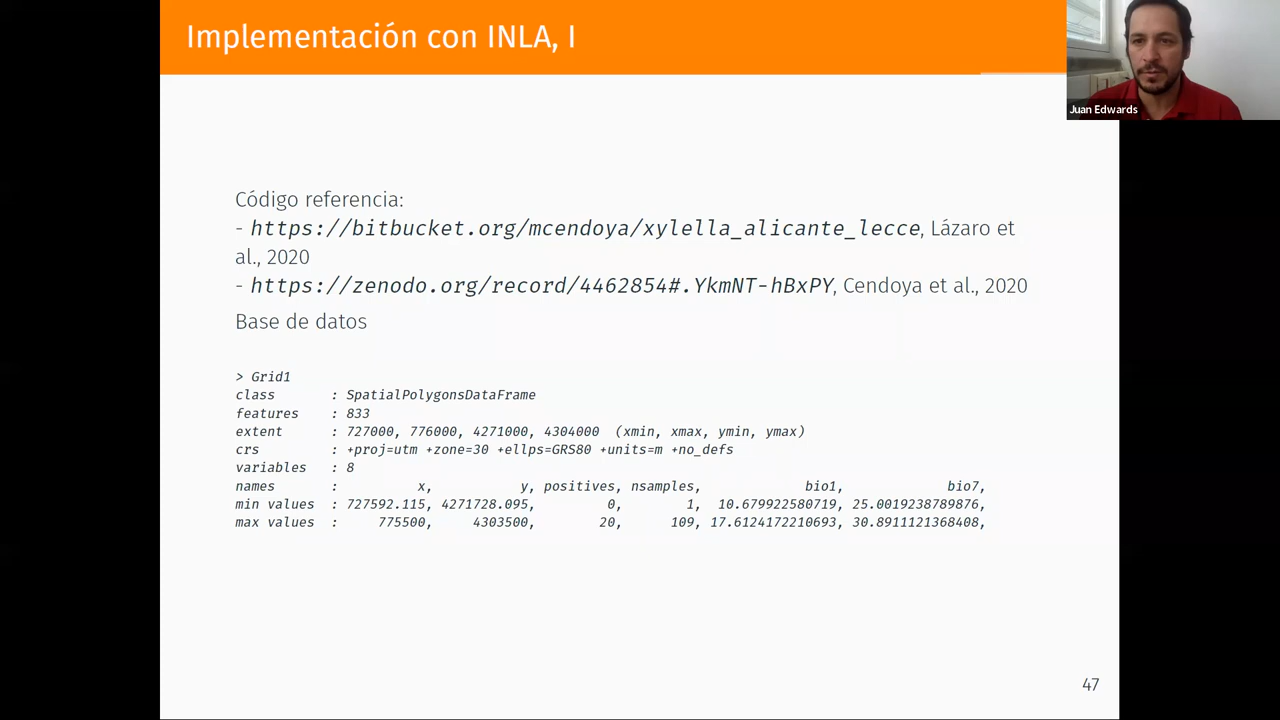 Implementación con INLA, I
Juan Edwards
Código referencia:
- https://bitbucket.org/mcendoya/xylella_alicante_lecce, Lázaro et
al., 2020
- https://zenodo.org/record/4462854#.YkmNT-hBxPY, Cendoya et al., 2020
Base de datos
> Grid1
class : SpatialPolygonsDataFrame
features : 833
extent : 727000, 776000, 4271000, 4304000 (xmin, xmax, ymin, ymax)
crs : +proj=utm +zone=30 +ellps=GRS80 +units=m +no_defs
variables : 8
names : x, y, positives, nsamples, bio1, bio7,
min values : 727592.115, 4271728.095, 0, 1, 10.679922580719, 25.0019238789876,
max values : 775500, 4303500, 20, 109, 17.6124172210693, 30.8911121368408,
47